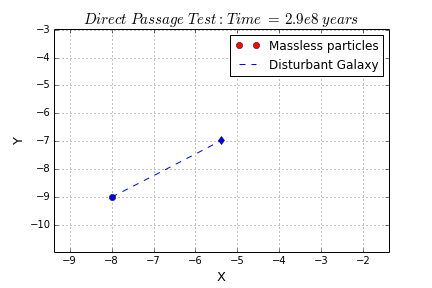 Direct Passage Test: Time = 2.9e8 years
Massless particles
Disturbant Galaxy
−3
−4
−5
−6
−7
−8
−9
−10
Y
−9 −8 −7 −6 −5 −4 −3 −2
X